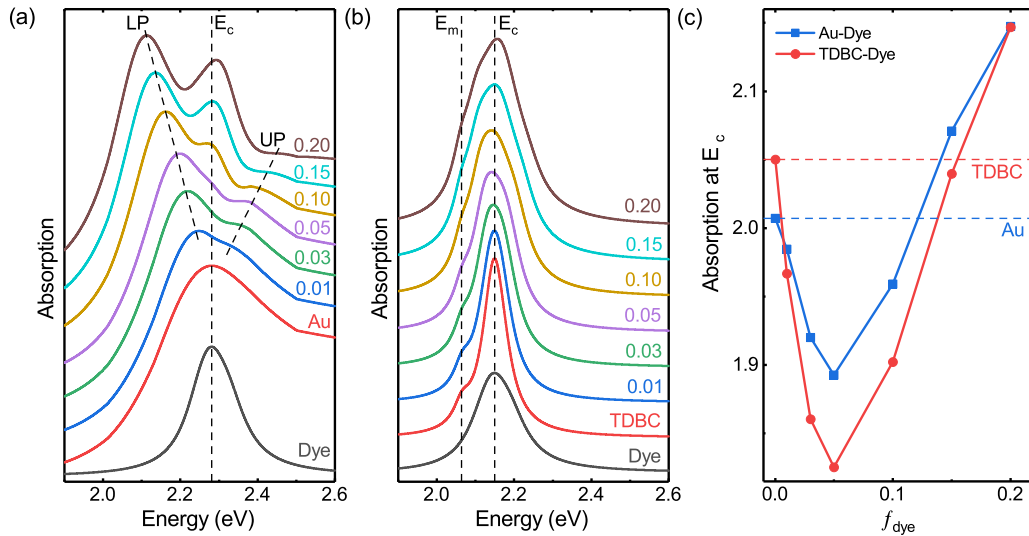 (a)
LP
E_c
UP
0.20
0.15
0.10
0.05
0.03
0.01
Au
Dye
Absorption
2.0
2.2
2.4
2.6
Energy (eV)
(b)
E_m
E_c
0.20
0.15
0.10
0.05
0.03
0.01
TDBC
Dye
Absorption
2.0
2.2
2.4
2.6
Energy (eV)
(c)
Au-Dye
TDBC-Dye
TDBC
Au
Absorption at E_c
2.1
2.0
1.9
0.0
0.1
0.2
f_dye